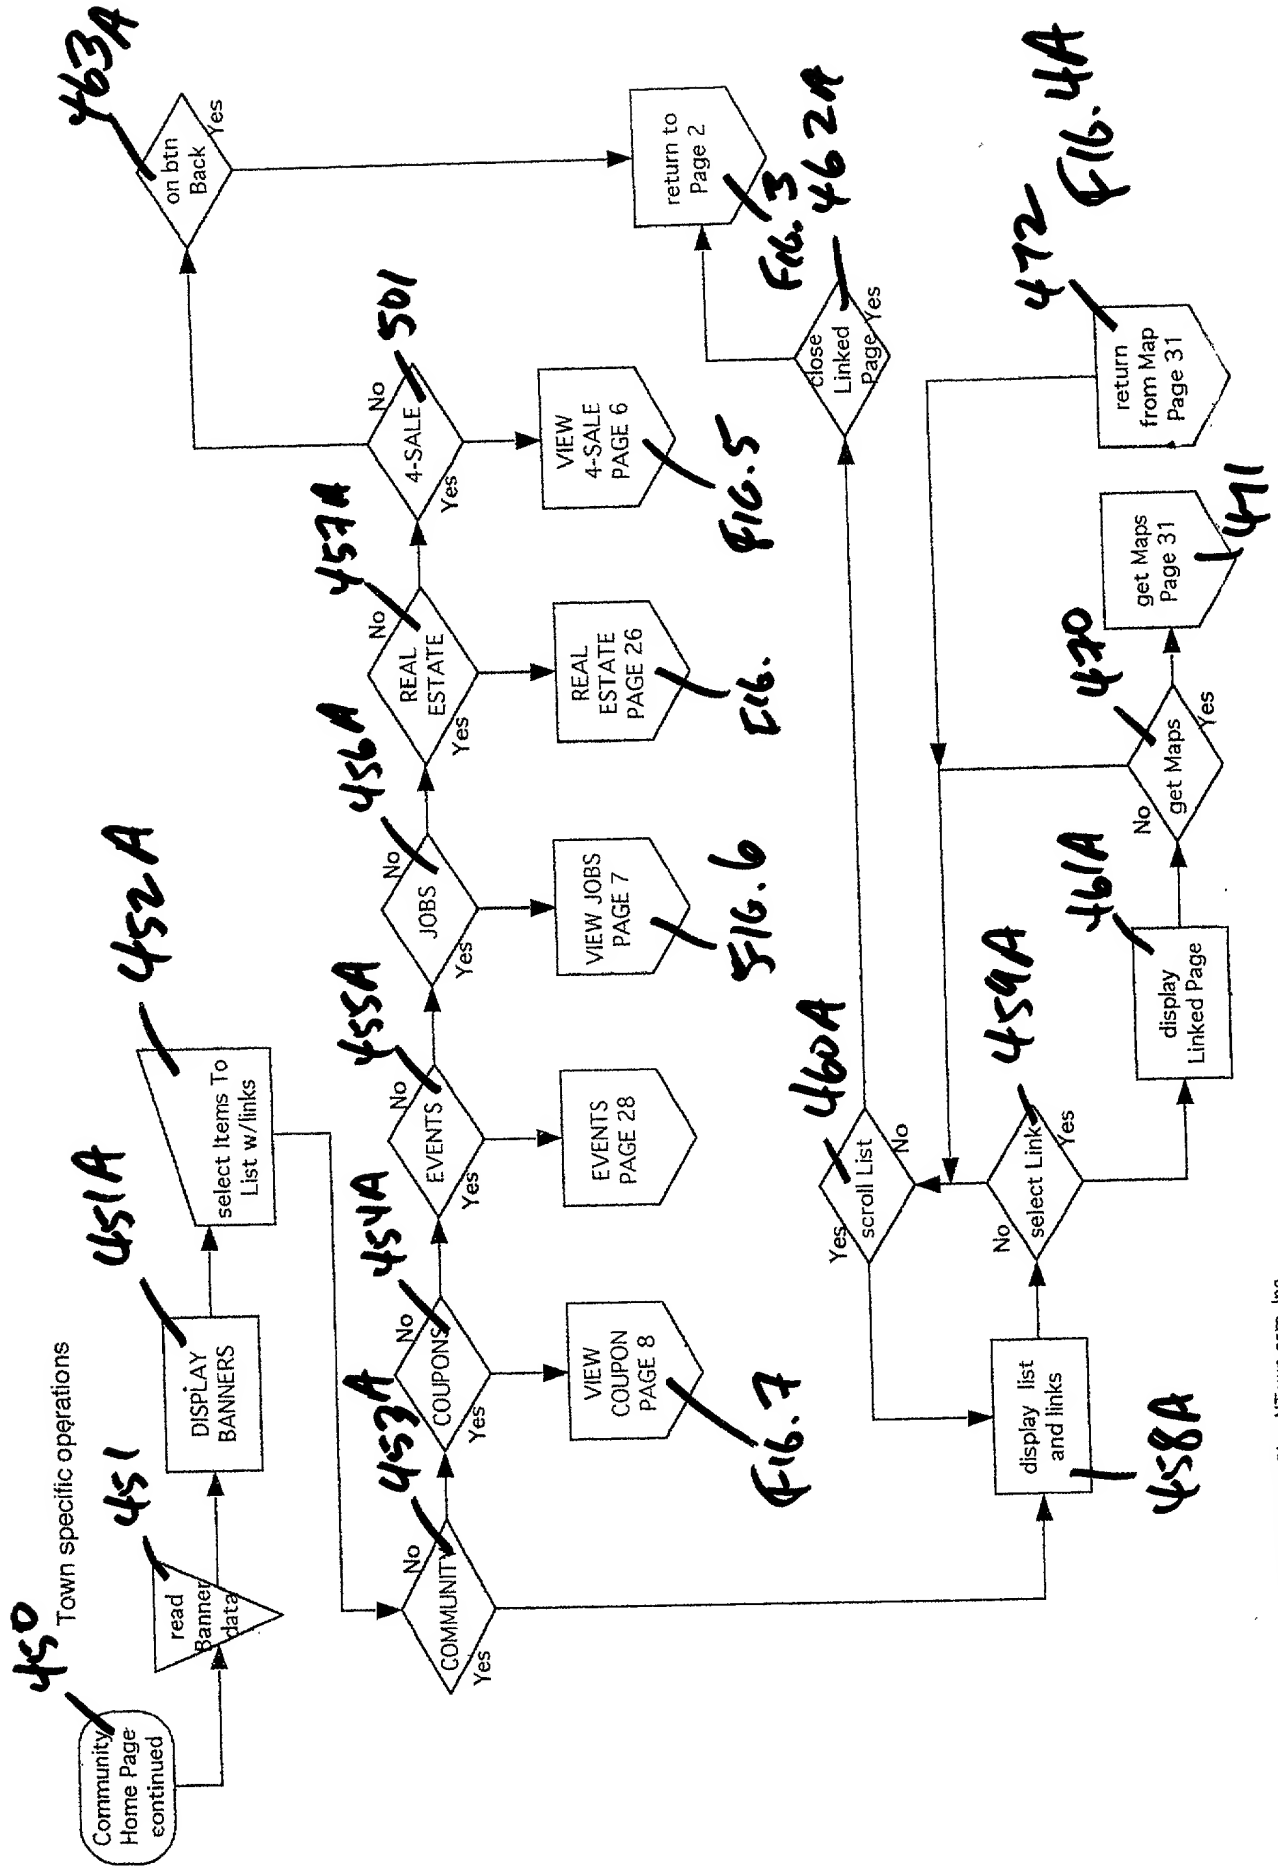 Town specific operations
450
Community
Home Page
continued
451
read
Banner
data
451A
DISPLAY
BANNERS
452A
select Items To
List w/links
453A
COMMUNITY
No
Yes
454A
COUPONS
No
Yes
VIEW
COUPON
PAGE 8
FIG. 7
455A
EVENTS
No
Yes
EVENTS
PAGE 28
456A
JOBS
No
Yes
VIEW JOBS
PAGE 7
FIG. 6
457A
REAL
ESTATE
No
Yes
REAL
ESTATE
PAGE 26
FIG.
501
4-SALE
No
Yes
VIEW
4-SALE
PAGE 6
FIG. 5
463A
on btn
Back
Yes
return to
Page 2
FIG. 3
462A
close
Linked
Page
Yes
460A
scroll List
Yes
No
458A
display list
and links
459A
select Link
No
Yes
461A
display
Linked Page
470
get Maps
No
Yes
471
get Maps
Page 31
472
return
from Map
Page 31
FIG. 4A